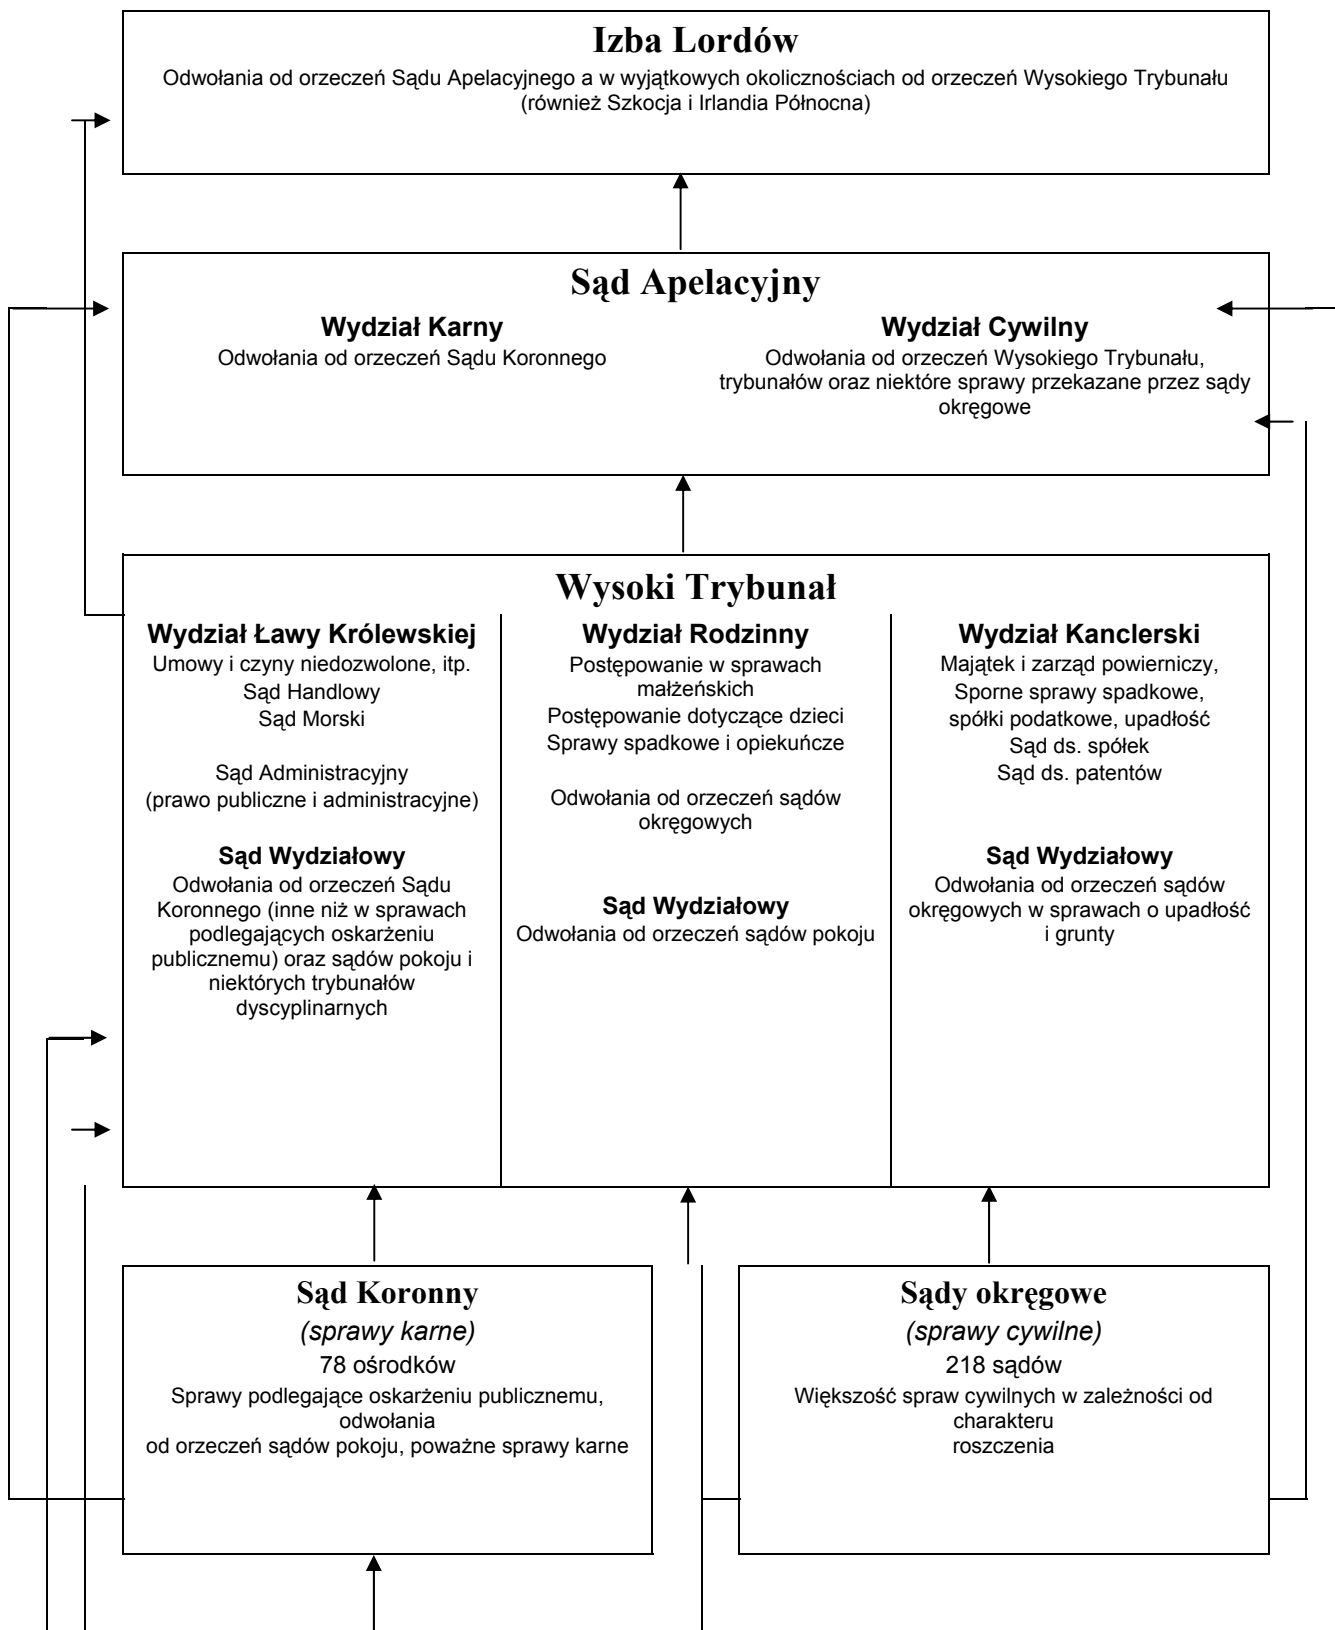 Izba Lordów
Odwołania od orzeczeń Sądu Apelacyjnego a w wyjątkowych okolicznościach od orzeczeń Wysokiego Trybunału
(również Szkocja i Irlandia Północna)
Sąd Apelacyjny
Wydział Karny
Odwołania od orzeczeń Sądu Koronnego
Wydział Cywilny
Odwołania od orzeczeń Wysokiego Trybunału,
trybunałów oraz niektóre sprawy przekazane przez sądy
okręgowe
Wysoki Trybunał
Wydział Ławy Królewskiej
Umowy i czyny niedozwolone, itp.
Sąd Handlowy
Sąd Morski
Sąd Administracyjny
(prawo publiczne i administracyjne)
Sąd Wydziałowy
Odwołania od orzeczeń Sądu
Koronnego (inne niż w sprawach
podlegających oskarżeniu
publicznemu) oraz sądów pokoju i
niektórych trybunałów
dyscyplinarnych
Wydział Rodzinny
Postępowanie w sprawach
małżeńskich
Postępowanie dotyczące dzieci
Sprawy spadkowe i opiekuńcze
Odwołania od orzeczeń sądów
okręgowych
Sąd Wydziałowy
Odwołania od orzeczeń sądów pokoju
Wydział Kanclerski
Majątek i zarząd powierniczy,
Sporne sprawy spadkowe,
spółki podatkowe, upadłość
Sąd ds. spółek
Sąd ds. patentów
Sąd Wydziałowy
Odwołania od orzeczeń sądów
okręgowych w sprawach o upadłość
i grunty
Sąd Koronny
(sprawy karne)
78 ośrodków
Sprawy podlegające oskarżeniu publicznemu,
odwołania
od orzeczeń sądów pokoju, poważne sprawy karne
Sądy okręgowe
(sprawy cywilne)
218 sądów
Większość spraw cywilnych w zależności od
charakteru
roszczenia